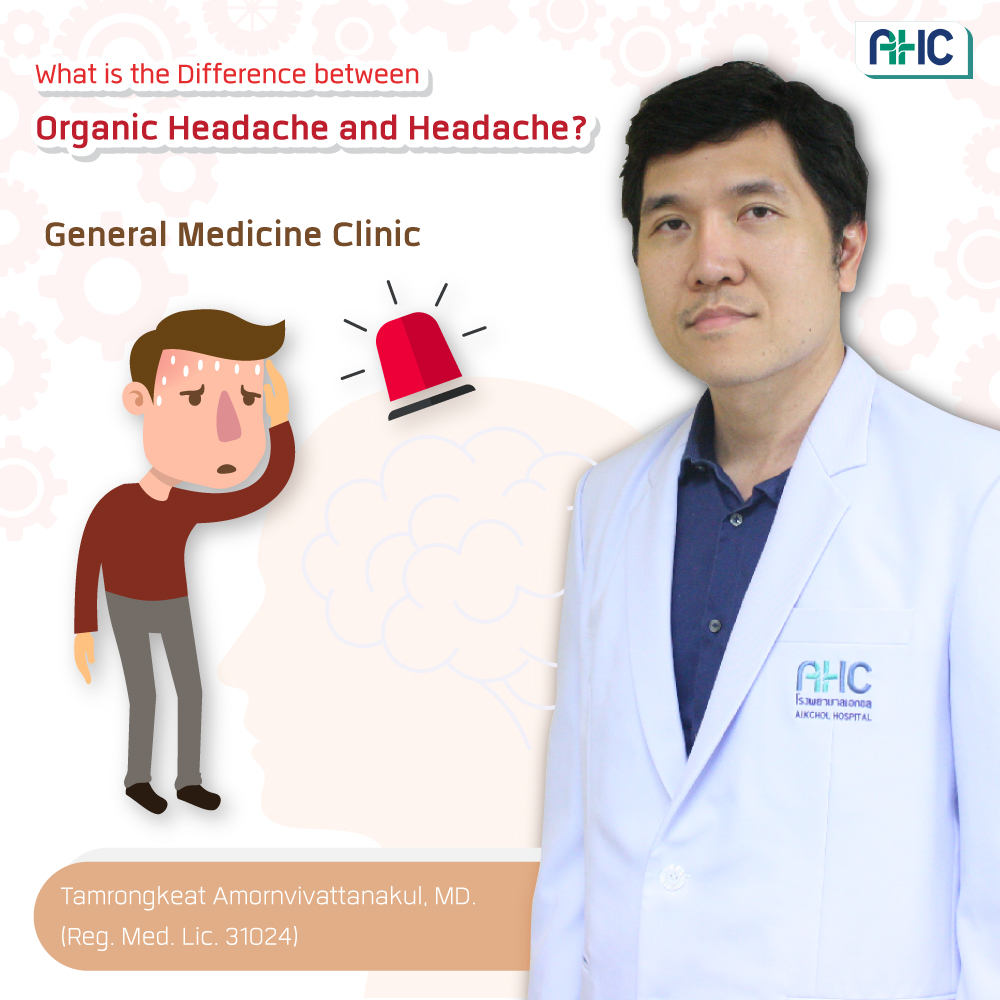 AHC
What is the Difference between
Organic Headache and Headache?
General Medicine Clinic
AHC
โรงพยาบาลเอกชล
AIKCHOL HOSPITAL
Tamrongkeat Amornvivattanakul, MD.
(Reg. Med. Lic. 31024)